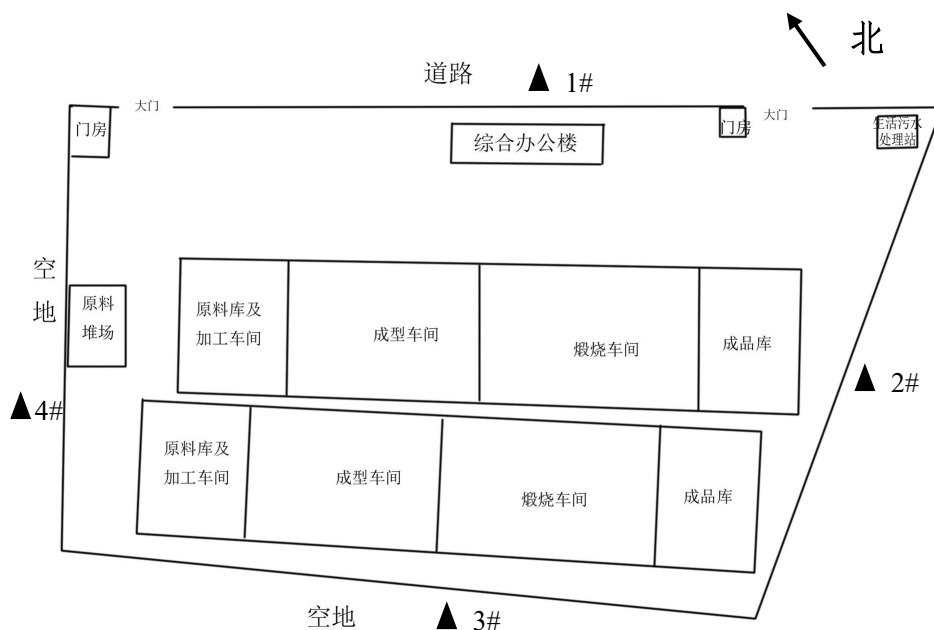 北
道路
1#
大门
大门
门房
门房
生活污水
处理站
综合办公楼
空
地
原料
堆场
原料库及
加工车间
成型车间
煅烧车间
成品库
2#
4#
原料库及
加工车间
成型车间
煅烧车间
成品库
空地
3#